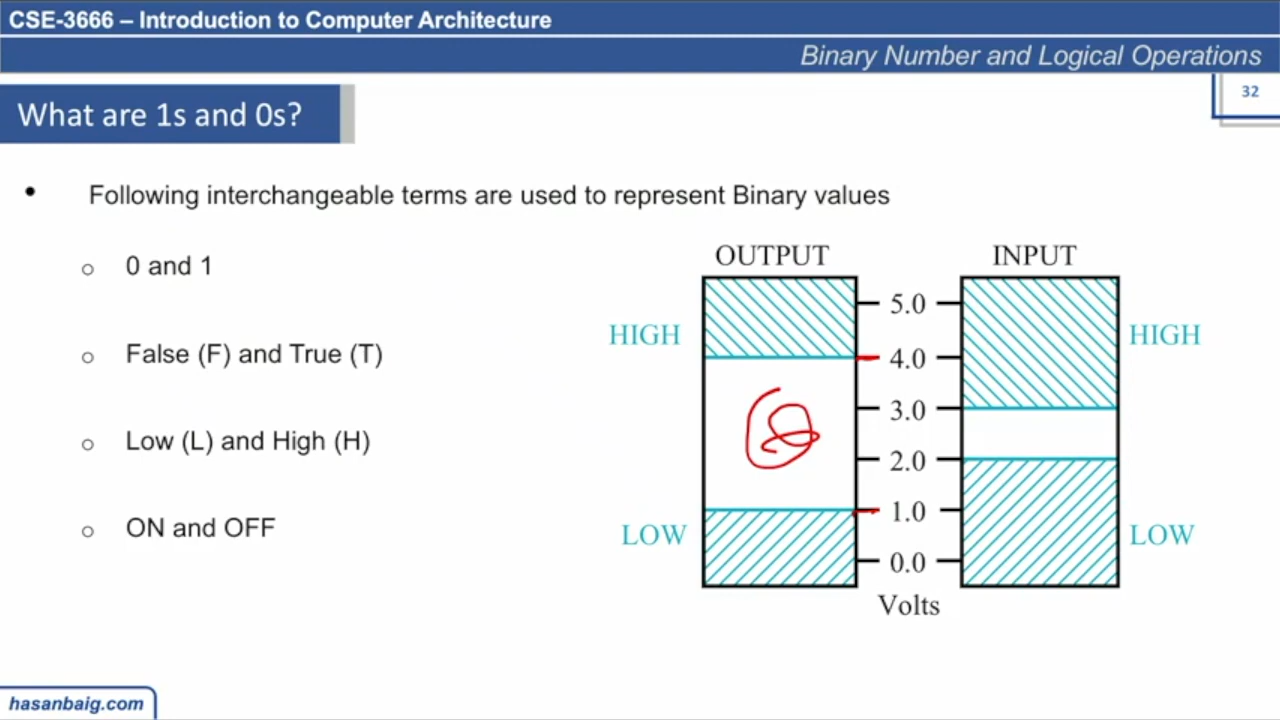 CSE-3666 – Introduction to Computer Architecture
Binary Number and Logical Operations
What are 1s and 0s?
32
• Following interchangeable terms are used to represent Binary values
o 0 and 1
o False (F) and True (T)
o Low (L) and High (H)
o ON and OFF
OUTPUT INPUT
5.0
HIGH HIGH
4.0
3.0
2.0
1.0
LOW LOW
0.0
Volts
hasanbaig.com